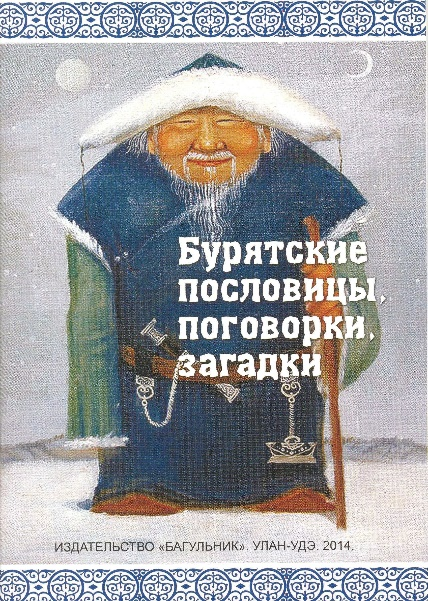 Бурятские
пословицы,
поговорки,
загадки
ИЗДАТЕЛЬСТВО «БАГУЛЬНИК». УЛАН-УДЭ. 2014.